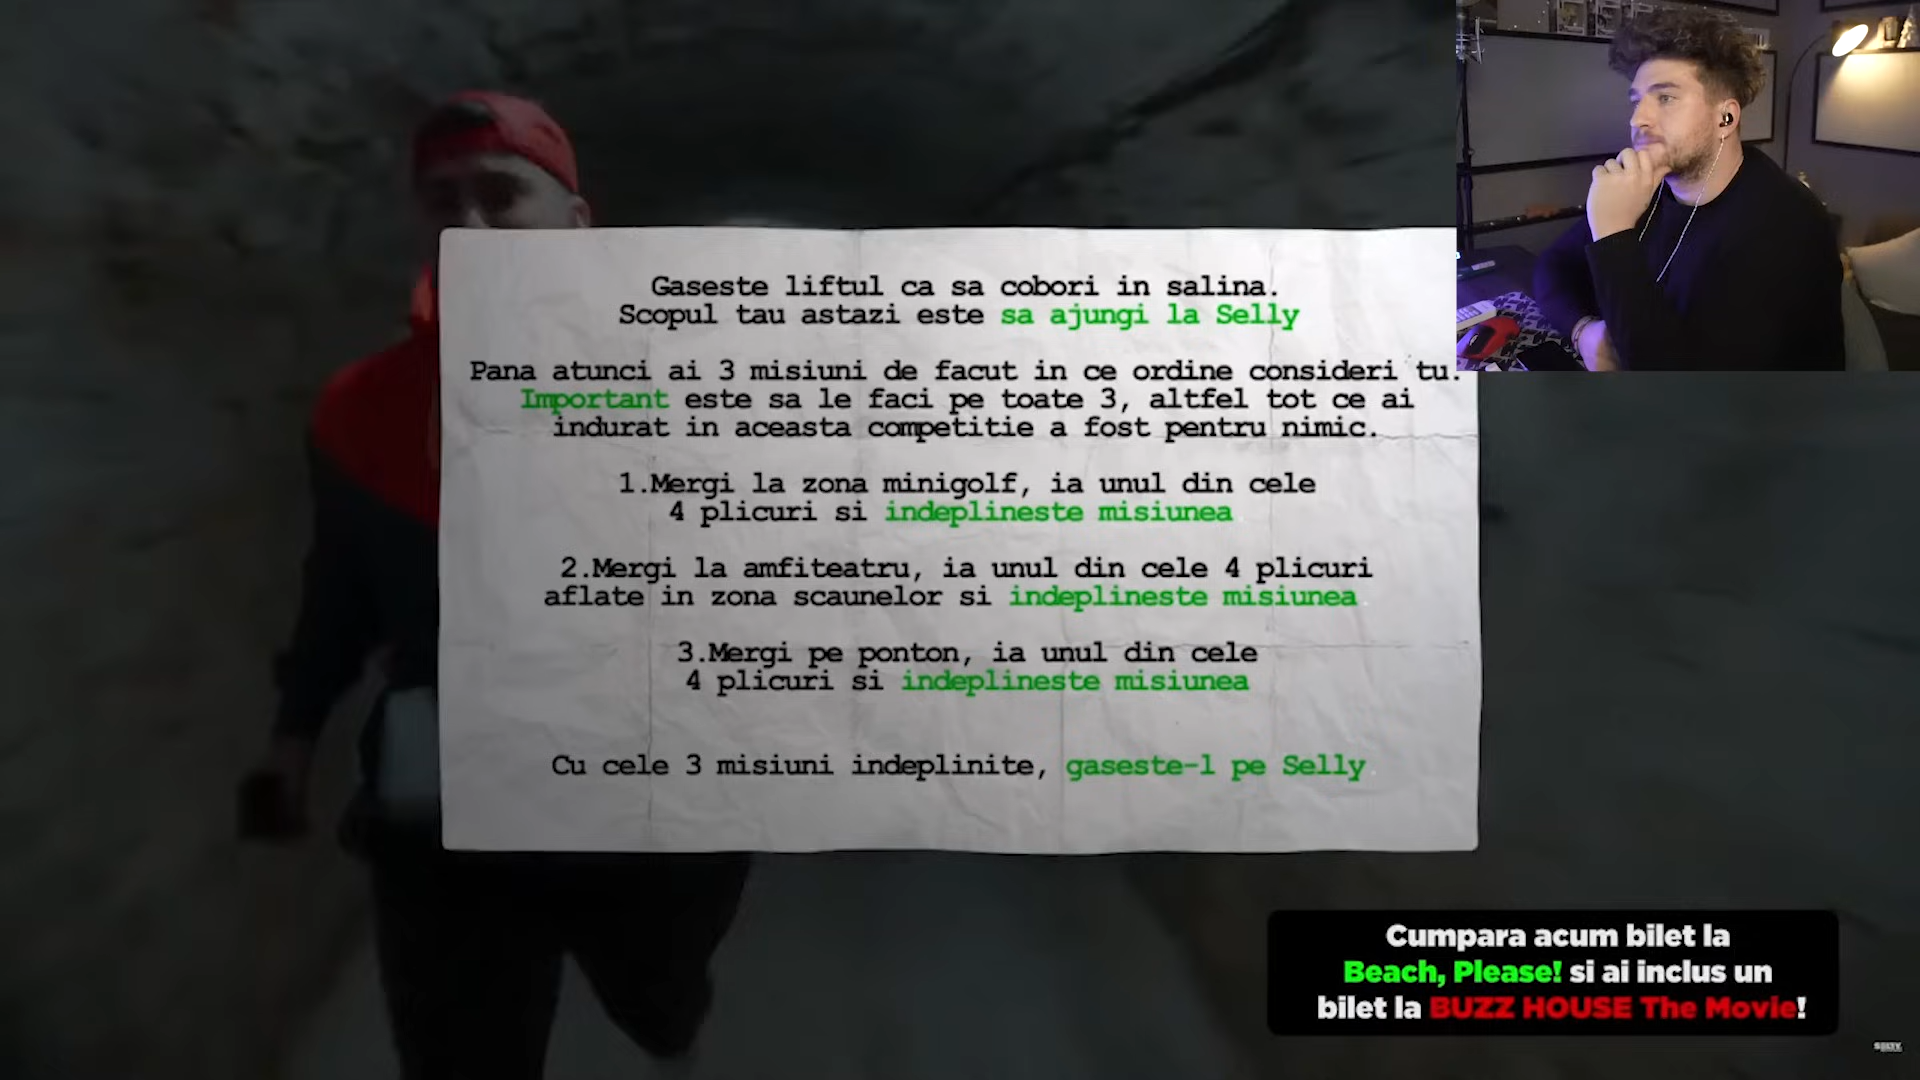 Gaseste liftul ca sa cobori in salina.
Scopul tau astazi este sa ajungi la Selly
Pana atunci ai 3 misiuni de facut in ce ordine consideri tu.
Important este sa le faci pe toate 3, altfel tot ce ai
indurat in aceasta competitie a fost pentru nimic.
1.Mergi la zona minigolf, ia unul din cele
4 plicuri si indeplineste misiunea
2.Mergi la amfiteatru, ia unul din cele 4 plicuri
aflate in zona scaunelor si indeplineste misiunea
3.Mergi pe ponton, ia unul din cele
4 plicuri si indeplineste misiunea
Cu cele 3 misiuni indeplinite, gaseste-l pe Selly
Cumpara acum bilet la
Beach, Please! si ai inclus un
bilet la BUZZ HOUSE The Movie!
SELLY